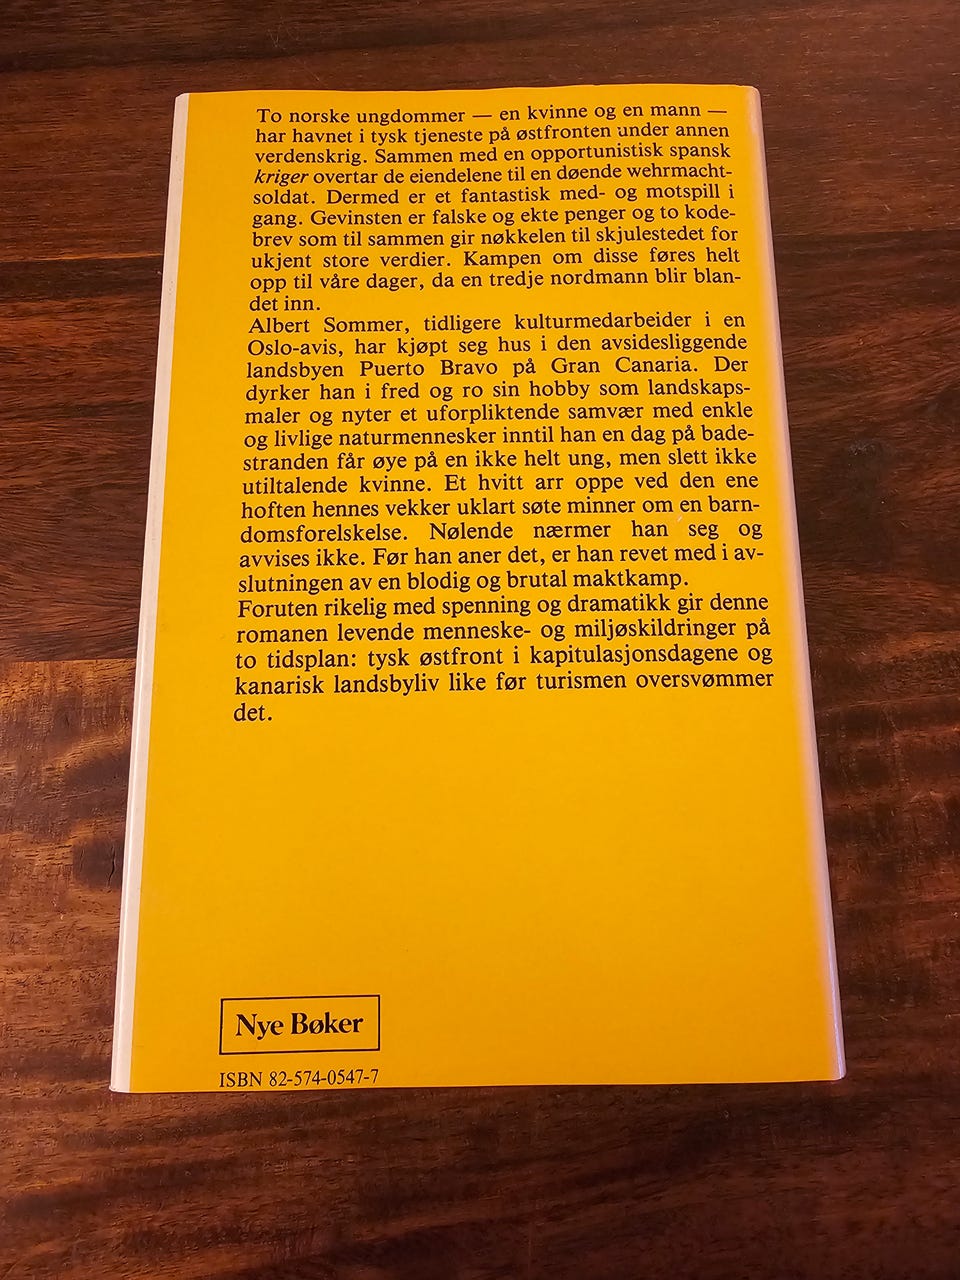 To norske ungdommer — en kvinne og en mann —
har havnet i tysk tjeneste på østfronten under annen
verdenskrig. Sammen med en opportunistisk spansk
kriger overtar de eiendelene til en døende wehrmacht-
soldat. Dermed er et fantastisk med- og motspill i
gang. Gevinsten er falske og ekte penger og to kode-
brev som til sammen gir nøkkelen til skjulestedet for
ukjent store verdier. Kampen om disse føres helt
opp til våre dager, da en tredje nordmann blir blan-
det inn.
Albert Sommer, tidligere kulturmedarbeider i en
Oslo-avis, har kjøpt seg hus i den avsidesliggende
landsbyen Puerto Bravo på Gran Canaria. Der
dyrker han i fred og ro sin hobby som landskaps-
maler og nyter et uforpliktende samvær med enkle
og livlige naturmennesker inntil han en dag på bade-
stranden får øye på en ikke helt ung, men slett ikke
utiltalende kvinne. Et hvitt arr oppe ved den ene
hoften hennes vekker uklart søte minner om en barn-
domsforelskelse. Nølende nærmer han seg og
avvises ikke. Før han aner det, er han revet med i av-
slutningen av en blodig og brutal maktkamp.
Foruten rikelig med spenning og dramatikk gir denne
romanen levende menneske- og miljøskildringer på
to tidsplan: tysk østfront i kapitulasjonsdagene og
kanarisk landsbyliv like før turismen oversvømmer
det.
Nye Bøker
ISBN 82-574-0547-7